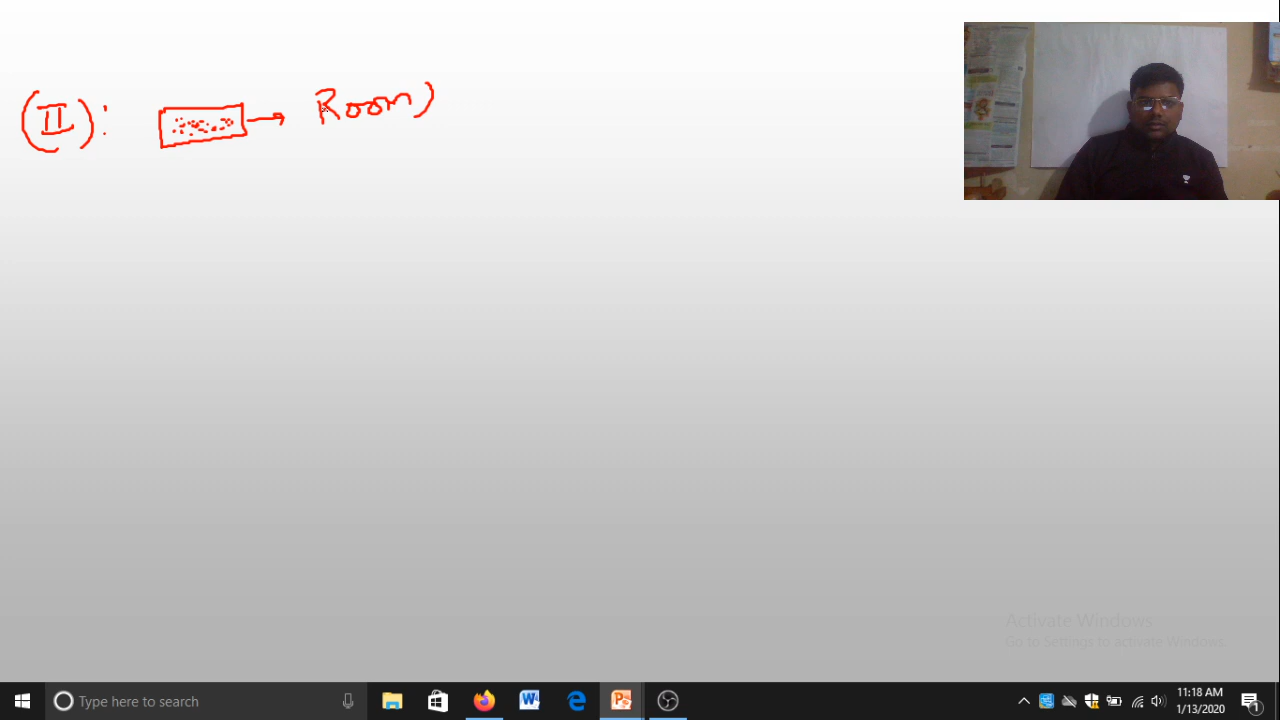 (II): → Room)
Activate Windows
Go to Settings to activate Windows.
Type here to search
11:18 AM
1/13/2020